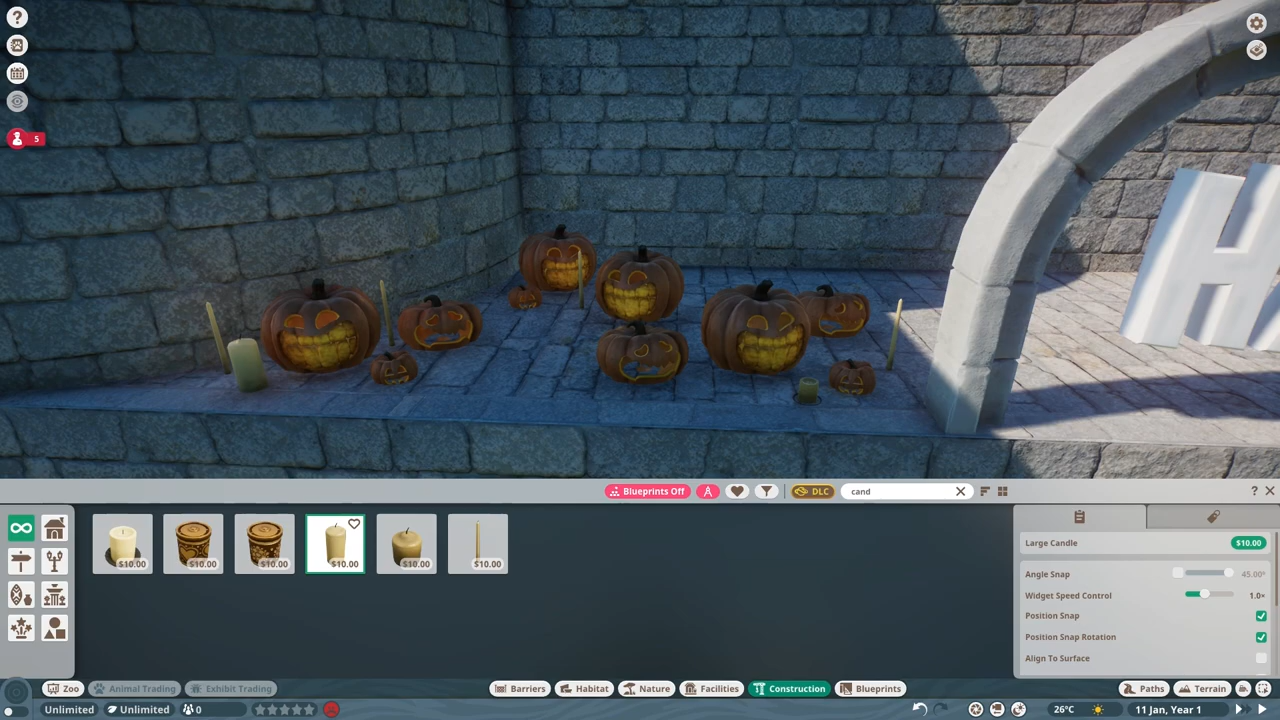 5
H
Blueprints Off
DLC
cand
?
$10.00
$10.00
$10.00
$10.00
$10.00
$10.00
Large Candle
$10.00
Angle Snap
45.00°
Widget Speed Control
1.0×
Position Snap
Position Snap Rotation
Align To Surface
Zoo
Animal Trading
Exhibit Trading
Barriers
Habitat
Nature
Facilities
Construction
Blueprints
Paths
Terrain
Unlimited
Unlimited
0
26°C
11 Jan, Year 1